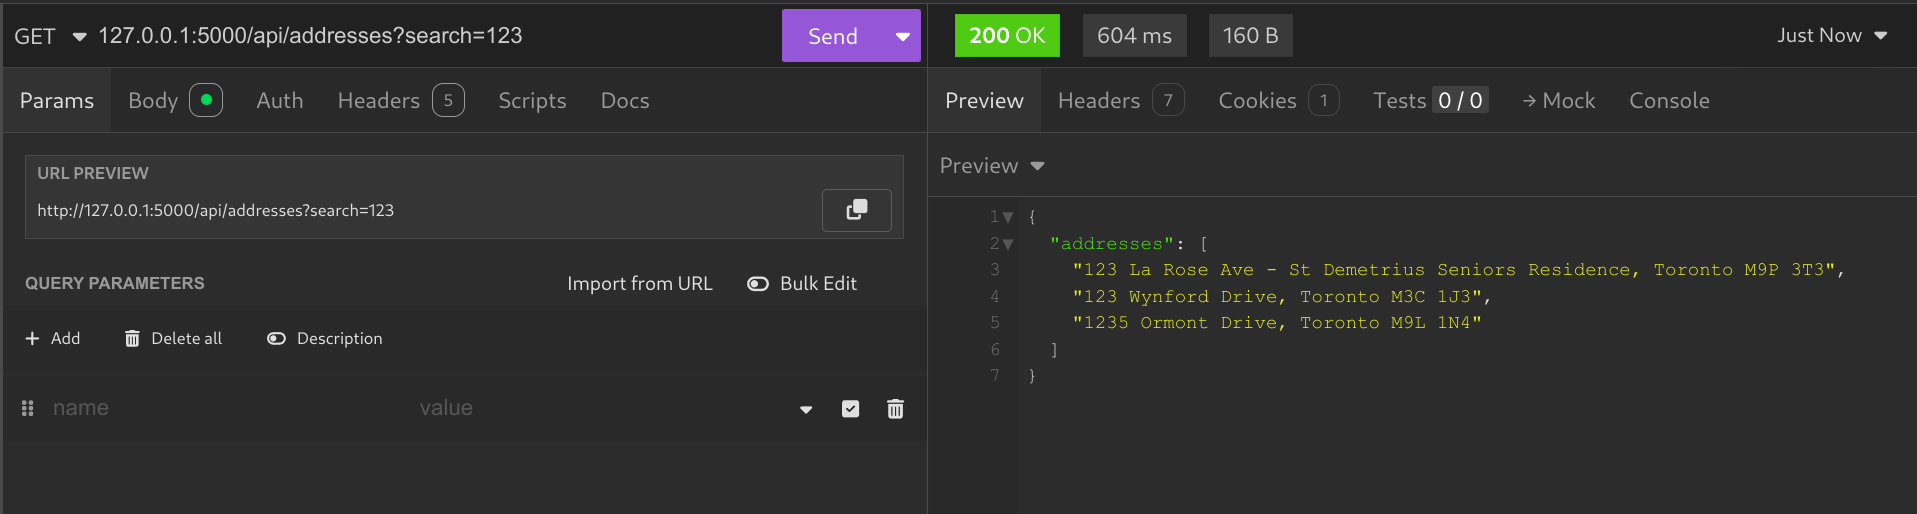 GET 127.0.0.1:5000/api/addresses?search=123 Send
Params Body Auth Headers 5 Scripts Docs
URL PREVIEW
http://127.0.0.1:5000/api/addresses?search=123
QUERY PARAMETERS Import from URL Bulk Edit
+ Add Delete all Description
name value
200 OK 604 ms 160 B Just Now
Preview Headers 7 Cookies 1 Tests 0 / 0 → Mock Console
Preview
1 {
2 "addresses": [
3 "123 La Rose Ave - St Demetrius Seniors Residence, Toronto M9P 3T3",
4 "123 Wynford Drive, Toronto M3C 1J3",
5 "1235 Ormont Drive, Toronto M9L 1N4"
6 ]
7 }